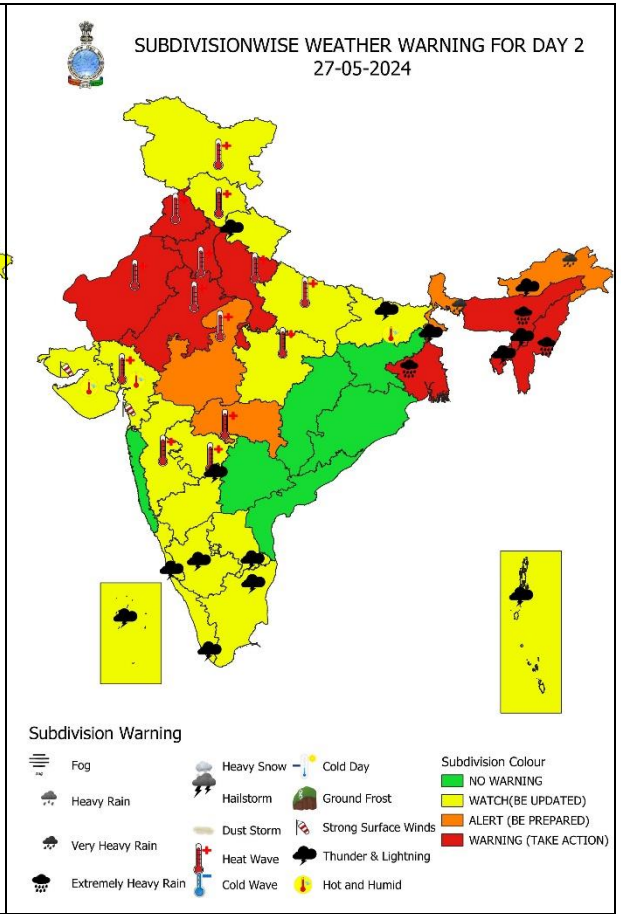 SUBDIVISIONWISE WEATHER WARNING FOR DAY 2
27-05-2024
Subdivision Warning
Fog
Heavy Rain
Very Heavy Rain
Extremely Heavy Rain
Heavy Snow
Hailstorm
Dust Storm
Heat Wave
Cold Wave
Cold Day
Ground Frost
Strong Surface Winds
Thunder & Lightning
Hot and Humid
Subdivision Colour
NO WARNING
WATCH(BE UPDATED)
ALERT (BE PREPARED)
WARNING (TAKE ACTION)